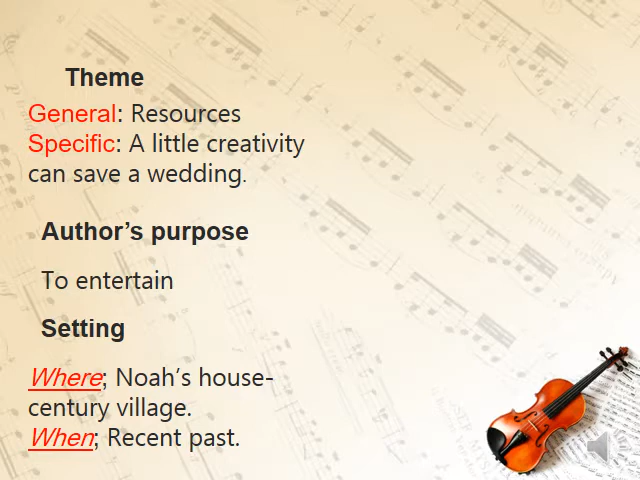 Theme
General: Resources
Specific: A little creativity
can save a wedding.
Author's purpose
To entertain
Setting
Where; Noah's house-
century village.
When; Recent past.